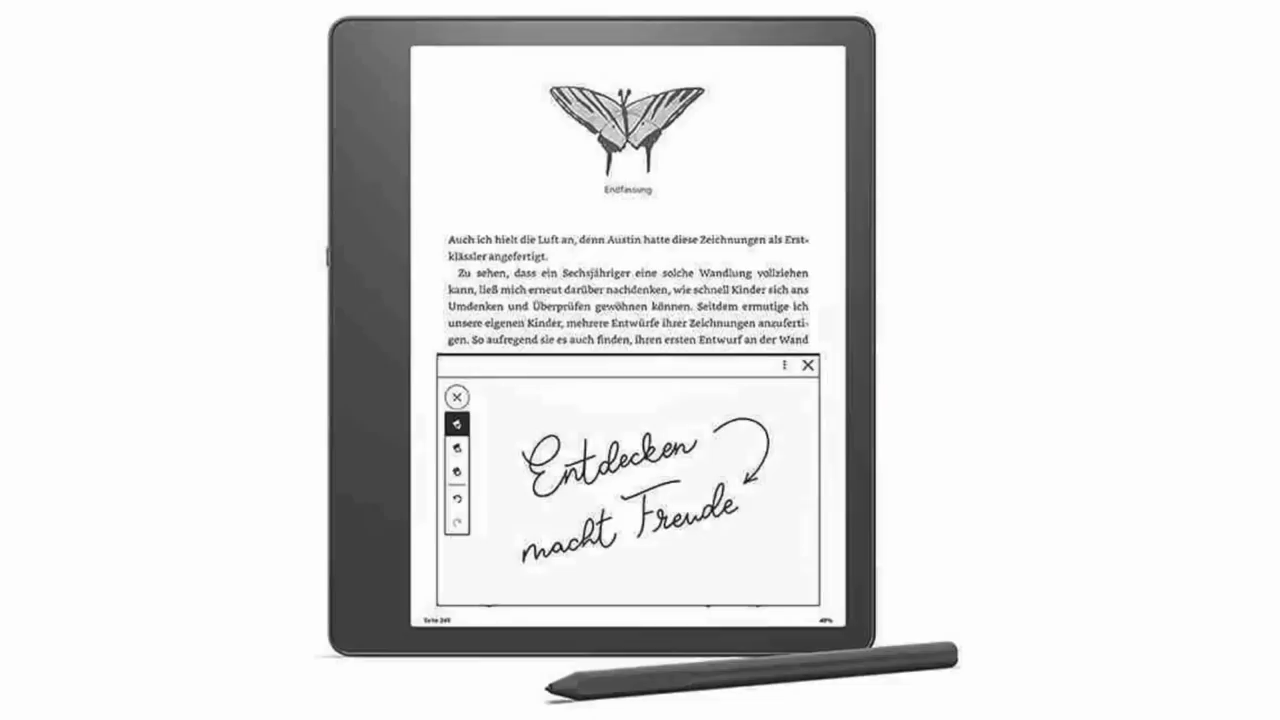 Endfassung
Auch ich hielt die Luft an, denn Austin hatte diese Zeichnungen als Erst-
klässler angefertigt.
Zu sehen, dass ein Sechsjähriger eine solche Wandlung vollziehen
kann, ließ mich erneut darüber nachdenken, wie schnell Kinder sich ans
Umdenken und Überprüfen gewöhnen können. Seitdem ermutige ich
unsere eigenen Kinder, mehrere Entwürfe ihrer Zeichnungen anzuferti-
gen. So aufregend sie es auch finden, ihren ersten Entwurf an der Wand
Entdecken
macht Freude
Seite